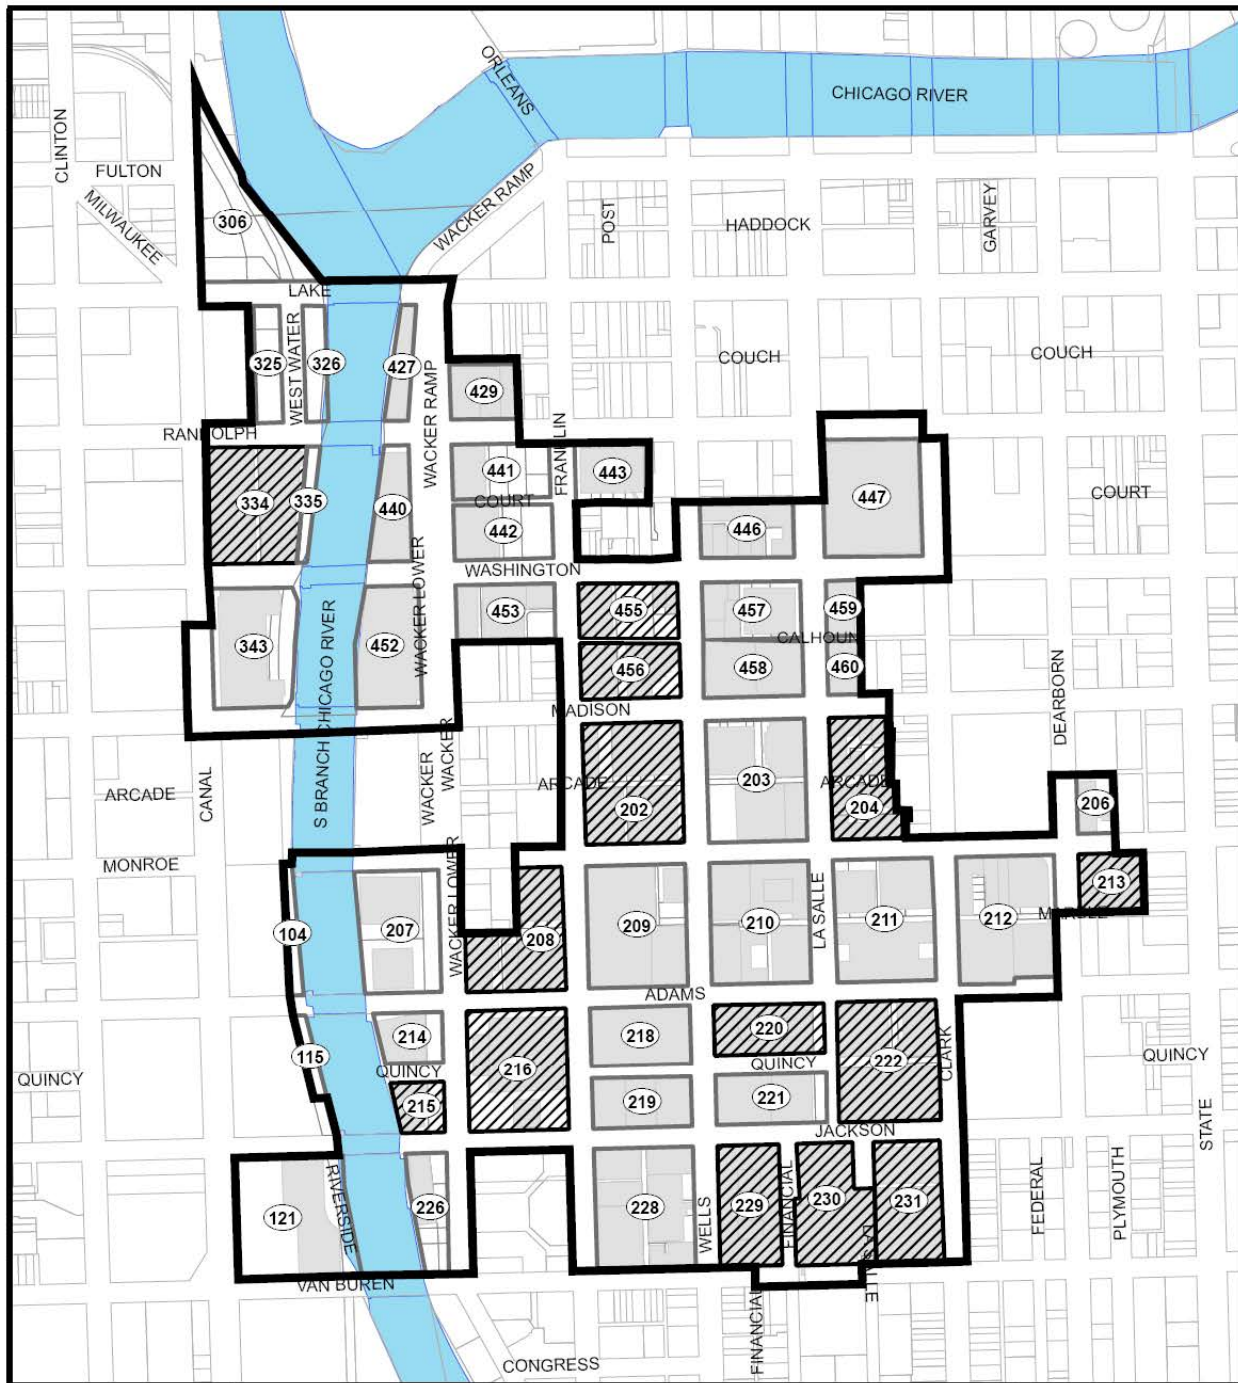 ORLEANS
CHICAGO RIVER
CLINTON
FULTON
MILWAUKEE
306
WACKER RAMP
POST
HADDOCK
GARVEY
LAKE
325
WEST WATER
326
427
WACKER RAMP
429
COUCH
COUCH
RANDOLPH
334
335
440
441
COURT
442
FRANKLIN
443
446
447
COURT
WASHINGTON
343
S BRANCH CHICAGO RIVER
452
WACKER LOWER
453
455
456
457
CALHOUN
458
459
460
MADISON
DEARBORN
ARCADE
CANAL
WACKER
WACKER
ARCADE
202
203
ARCADE
204
206
MONROE
104
207
WACKER LOWER
208
209
210
LA SALLE
211
212
213
ADAMS
115
214
QUINCY
215
216
218
219
220
QUINCY
221
222
CLARK
QUINCY
QUINCY
STATE
JACKSON
121
RIVERSIDE
226
228
WELLS
229
FINANCIAL
230
231
FEDERAL
PLYMOUTH
VAN BUREN
FINANCIAL
CONGRESS